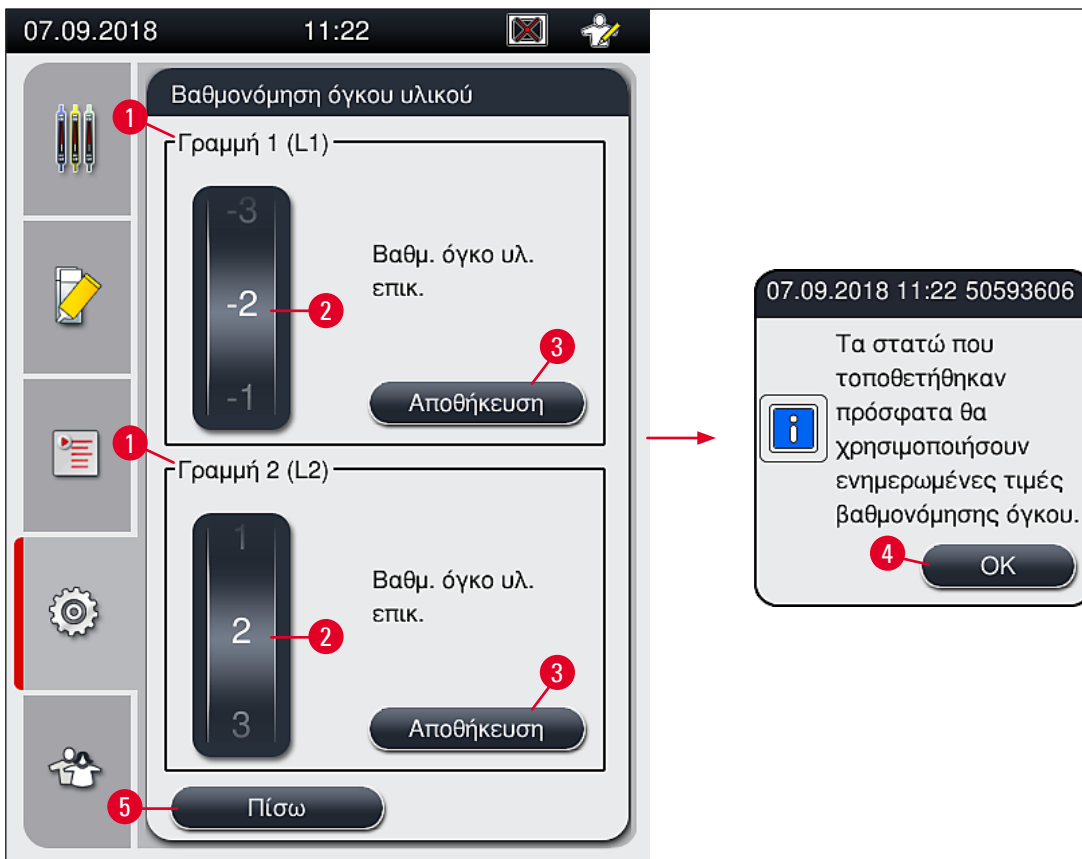 07.09.2018 11:22
Βαθμονόμηση όγκου υλικού
1
Γραμμή 1 (L1)
-3
-2
-1
2
Βαθμ. όγκο υλ.
επικ.
3
Αποθήκευση
1
Γραμμή 2 (L2)
1
2
3
2
Βαθμ. όγκο υλ.
επικ.
3
Αποθήκευση
5
Πίσω
07.09.2018 11:22 50593606
Τα στατώ που
τοποθετήθηκαν
πρόσφατα θα
χρησιμοποιήσουν
ενημερωμένες τιμές
βαθμονόμησης όγκου.
4
OK